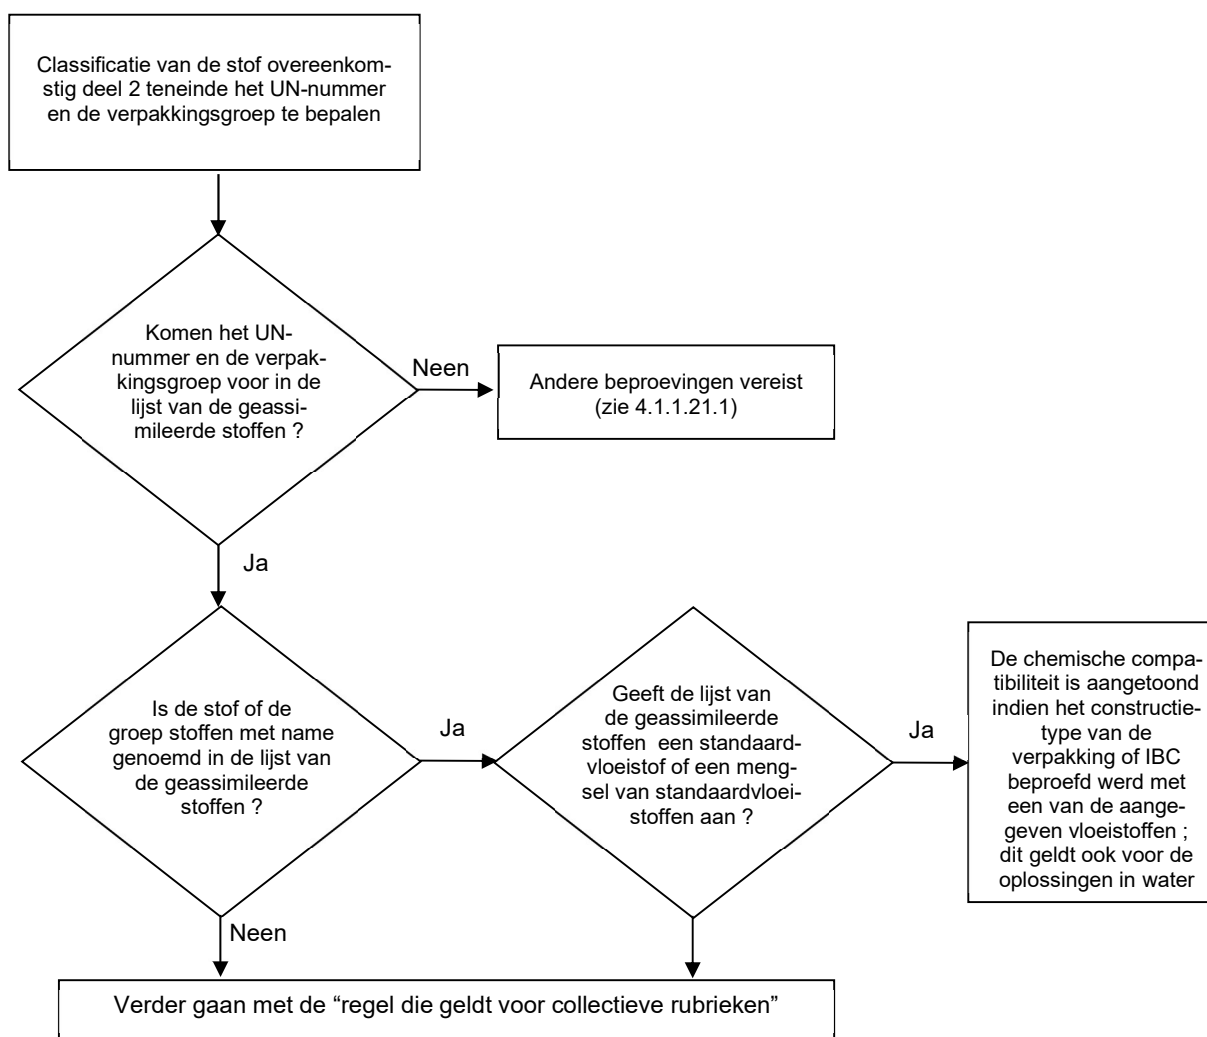 Classificatie van de stof overeenkom-
stig deel 2 teneinde het UN-nummer
en de verpakkingsgroep te bepalen
Komen het UN-
nummer en de verpak-
kingsgroep voor in de
lijst van de geassi-
mileerde stoffen ?
Neen
Andere beproevingen vereist
(zie 4.1.1.21.1)
Ja
Is de stof of de
groep stoffen met name
genoemd in de lijst van
de geassimileerde
stoffen ?
Ja
Geeft de lijst van
de geassimileerde
stoffen een standaard-
vloeistof of een meng-
sel van standaardvloei-
stoffen aan ?
Ja
De chemische compa-
tibiliteit is aangetoond
indien het constructie-
type van de
verpakking of IBC
beproefd werd met
een van de aange-
geven vloeistoffen ;
dit geldt ook voor de
oplossingen in water
Neen
Verder gaan met de “regel die geldt voor collectieve rubrieken”